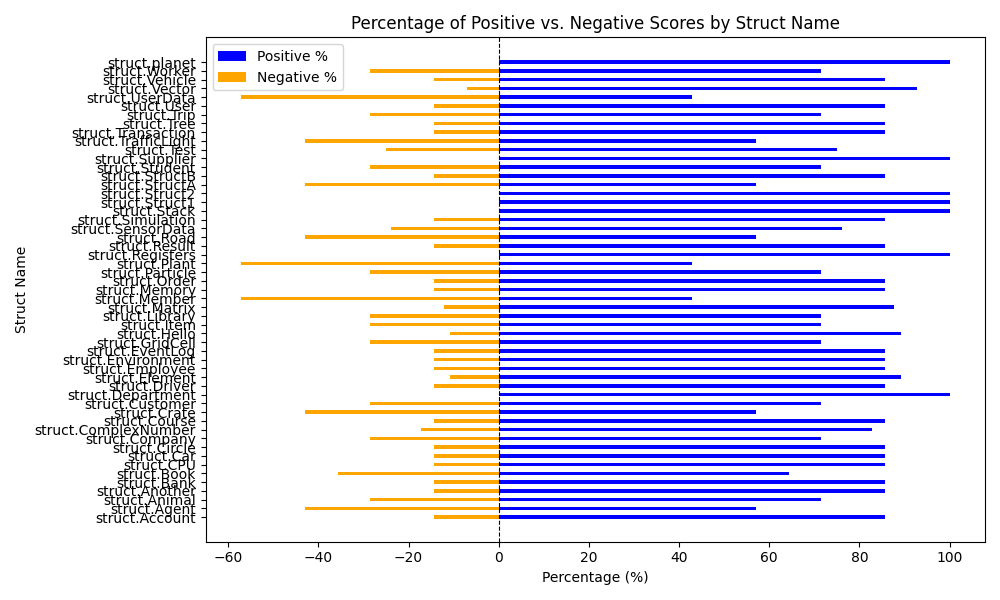 Percentage of Positive vs. Negative Scores by Struct Name
Positive %
Negative %
struct.planet
struct.Worker
struct.Vehicle
struct.Vector
struct.UserData
struct.User
struct.Trip
struct.Tree
struct.Transaction
struct.TrafficLight
struct.Test
struct.Supplier
struct.Student
struct.StructB
struct.StructA
struct.Struct2
struct.Struct1
struct.Stack
struct.Simulation
struct.SensorData
struct.Road
struct.Result
struct.Registers
struct.Plant
struct.Particle
struct.Order
struct.Memory
struct.Member
struct.Matrix
struct.Library
struct.Item
struct.Hello
struct.GridCell
struct.EventLog
struct.Environment
struct.Employee
struct.Element
struct.Driver
struct.Department
struct.Customer
struct.Crate
struct.Course
struct.ComplexNumber
struct.Company
struct.Circle
struct.Car
struct.CPU
struct.Book
struct.Bank
struct.Another
struct.Animal
struct.Agent
struct.Account
Struct Name
−60 −40 −20 0 20 40 60 80 100
Percentage (%)